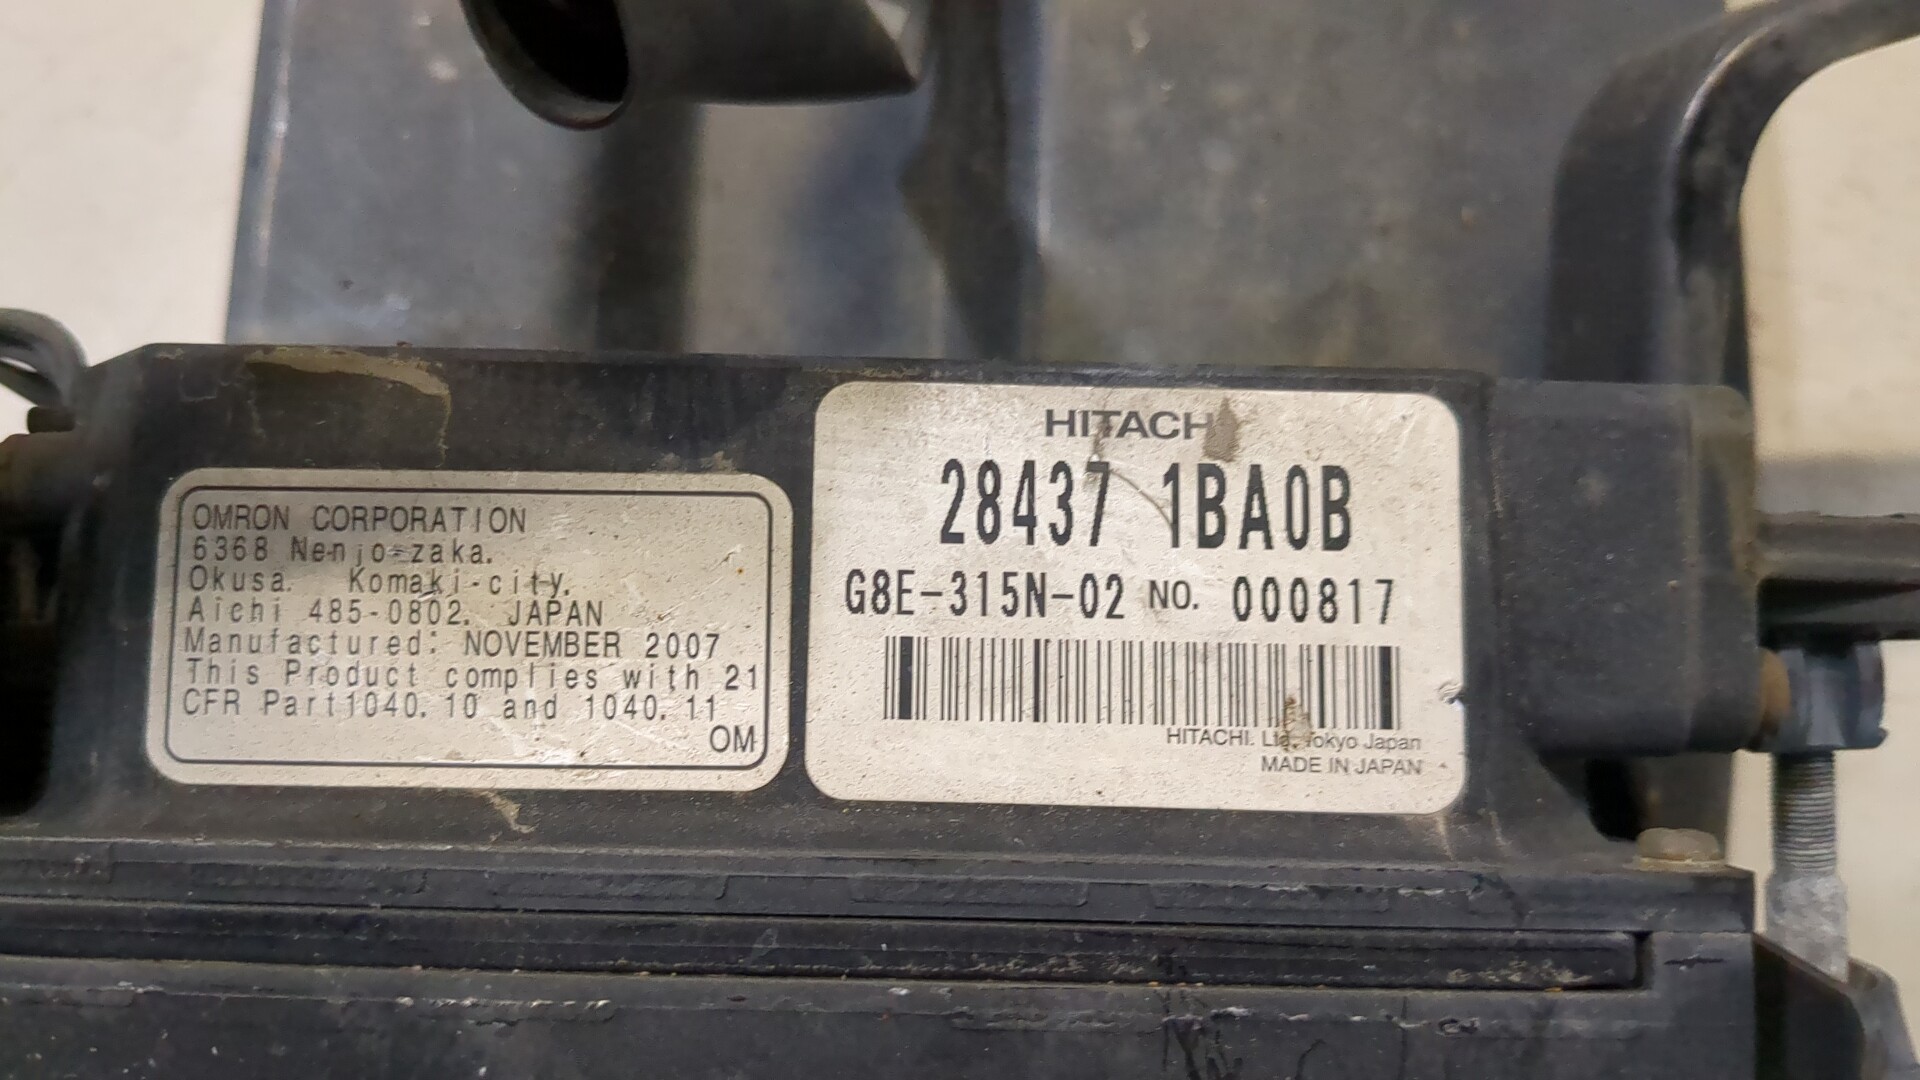 OMRON CORPORATION
6368 Nenjo-zaka.
Okusa. Komaki-city,
Aichi 485-0802. JAPAN
Manufactured: NOVEMBER 2007
This Product complies with 21
CFR Part1040.10 and 1040.11
OM
HITACHI
28437 1BA0B
G8E-315N-02 NO. 000817
HITACHI. Ltd. Tokyo Japan
MADE IN JAPAN